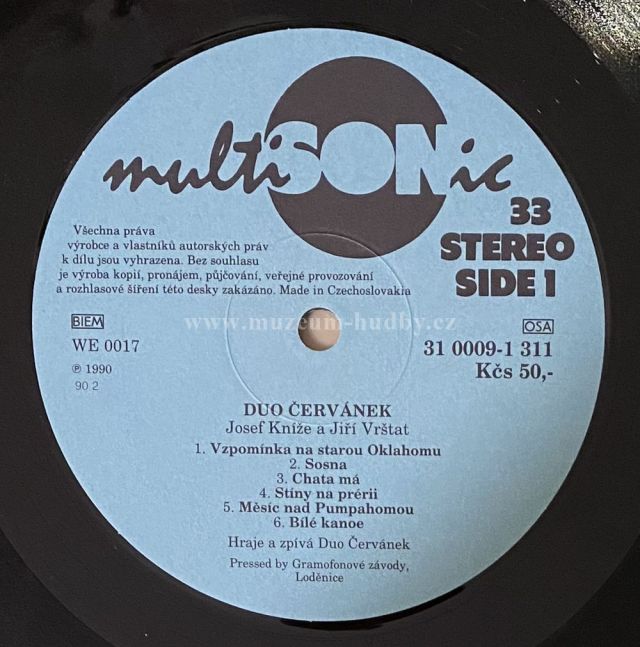 multiSONic
33
STEREO
SIDE 1
Všechna práva
výrobce a vlastníků autorských práv
k dílu jsou vyhrazena. Bez souhlasu
je výroba kopií, pronájem, půjčování, veřejné provozování
a rozhlasové šíření této desky zakázáno. Made in Czechoslovakia
www.muzeum-hudby.cz
BIEM
OSA
WE 0017
31 0009-1 311
℗ 1990
Kčs 50,-
90 2
DUO ČERVÁNEK
Josef Kníže a Jiří Vrštat
1. Vzpomínka na starou Oklahomu
2. Sosna
3. Chata má
4. Stíny na prérii
5. Měsíc nad Pumpahomou
6. Bílé kanoe
Hraje a zpívá Duo Červánek
Pressed by Gramofonové závody,
Loděnice